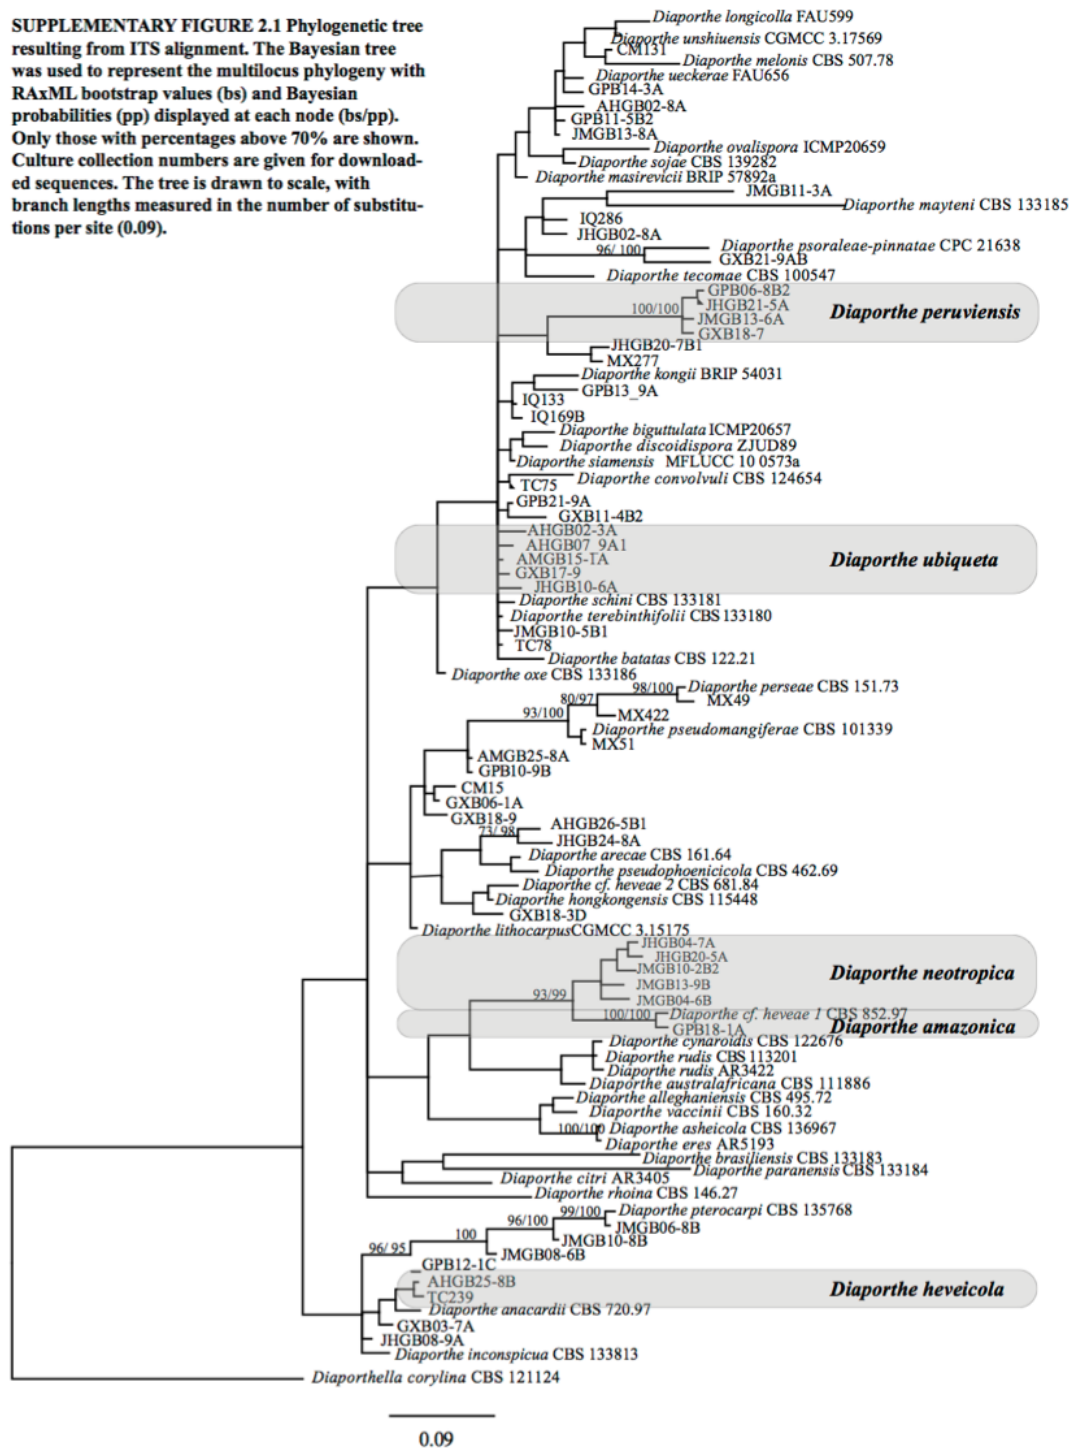 SUPPLEMENTARY FIGURE 2.1 Phylogenetic tree
resulting from ITS alignment. The Bayesian tree
was used to represent the multilocus phylogeny with
RAxML bootstrap values (bs) and Bayesian
probabilities (pp) displayed at each node (bs/pp).
Only those with percentages above 70% are shown.
Culture collection numbers are given for download-
ed sequences. The tree is drawn to scale, with
branch lengths measured in the number of substitu-
tions per site (0.09).
Diaporthe longicolla FAU599
Diaporthe unshiuensis CGMCC 3.17569
CM131
Diaporthe melonis CBS 507.78
Diaporthe ueckerae FAU656
GPB14-3A
AHGB02-8A
GPB11-5B2
JMGB13-8A
Diaporthe ovalispora ICMP20659
Diaporthe sojae CBS 139282
Diaporthe masirevicii BRIP 57892a
JMGB11-3A
Diaporthe mayteni CBS 133185
IQ286
JHGB02-8A
96/ 100
Diaporthe psoraleae-pinnatae CPC 21638
GXB21-9AB
Diaporthe tecomae CBS 100547
GPB06-8B2
100/100
JHGB21-5A
Diaporthe peruviensis
JMGB13-6A
GXB18-7
JHGB20-7B1
MX277
Diaporthe kongii BRIP 54031
GPB13_9A
IQ133
IQ169B
Diaporthe biguttulata ICMP20657
Diaporthe discoidispora ZJUD89
Diaporthe siamensis MFLUCC 10 0573a
Diaporthe convolvuli CBS 124654
TC75
GPB21-9A
GXB11-4B2
AHGB02-3A
AHGB07_9A1
AMGB15-1A
Diaporthe ubiqueta
GXB17-9
JHGB10-6A
Diaporthe schini CBS 133181
Diaporthe terebinthifolii CBS 133180
JMGB10-5B1
TC78
Diaporthe batatas CBS 122.21
Diaporthe oxe CBS 133186
98/100
Diaporthe perseae CBS 151.73
80/97
MX49
93/100
MX422
Diaporthe pseudomangiferae CBS 101339
MX51
AMGB25-8A
GPB10-9B
CM15
GXB06-1A
GXB18-9
73/ 98
AHGB26-5B1
JHGB24-8A
Diaporthe arecae CBS 161.64
Diaporthe pseudophoenicicola CBS 462.69
Diaporthe cf. heveae 2 CBS 681.84
Diaporthe hongkongensis CBS 115448
GXB18-3D
Diaporthe lithocarpusCGMCC 3.15175
JHGB04-7A
JHGB20-5A
JMGB10-2B2
Diaporthe neotropica
JMGB13-9B
93/99
JMGB04-6B
100/100
Diaporthe cf. heveae 1 CBS 852.97
GPB18-1A
Diaporthe amazonica
Diaporthe cynaroidis CBS 122676
Diaporthe rudis CBS 113201
Diaporthe rudis AR3422
Diaporthe australafricana CBS 111886
Diaporthe alleghaniensis CBS 495.72
Diaporthe vaccinii CBS 160.32
100/100
Diaporthe asheicola CBS 136967
Diaporthe eres AR5193
Diaporthe brasiliensis CBS 133183
Diaporthe paranensis CBS 133184
Diaporthe citri AR3405
Diaporthe rhoina CBS 146.27
99/100
Diaporthe pterocarpi CBS 135768
96/100
JMGB06-8B
100
JMGB10-8B
96/ 95
JMGB08-6B
GPB12-1C
AHGB25-8B
Diaporthe heveicola
TC239
Diaporthe anacardii CBS 720.97
GXB03-7A
JHGB08-9A
Diaporthe inconspicua CBS 133813
Diaporthella corylina CBS 121124
0.09